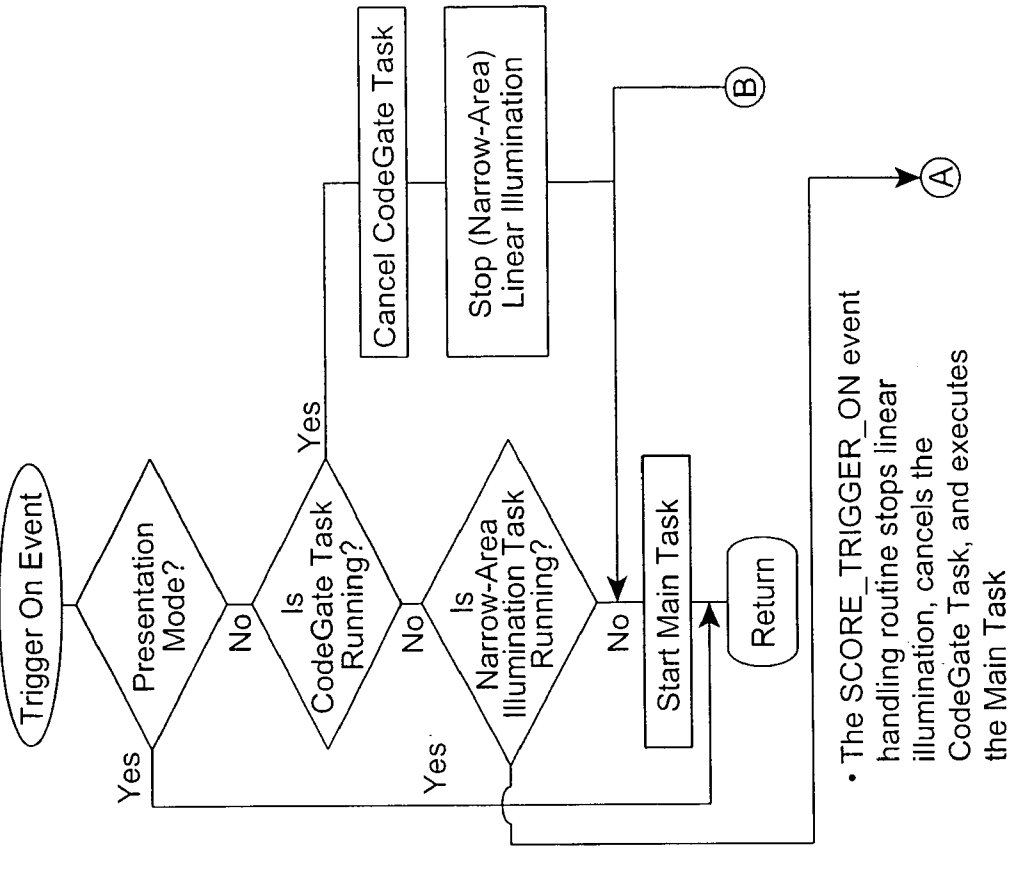 Trigger On Event
Presentation
Mode?
Yes
No
Is
CodeGate Task
Running?
Yes
No
Cancel CodeGate Task
Stop (Narrow-Area)
Linear Illumination
Is
Narrow-Area
Illumination Task
Running?
Yes
No
Start Main Task
Return
B
A
• The SCORE_TRIGGER_ON event
handling routine stops linear
illumination, cancels the
CodeGate Task, and executes
the Main Task